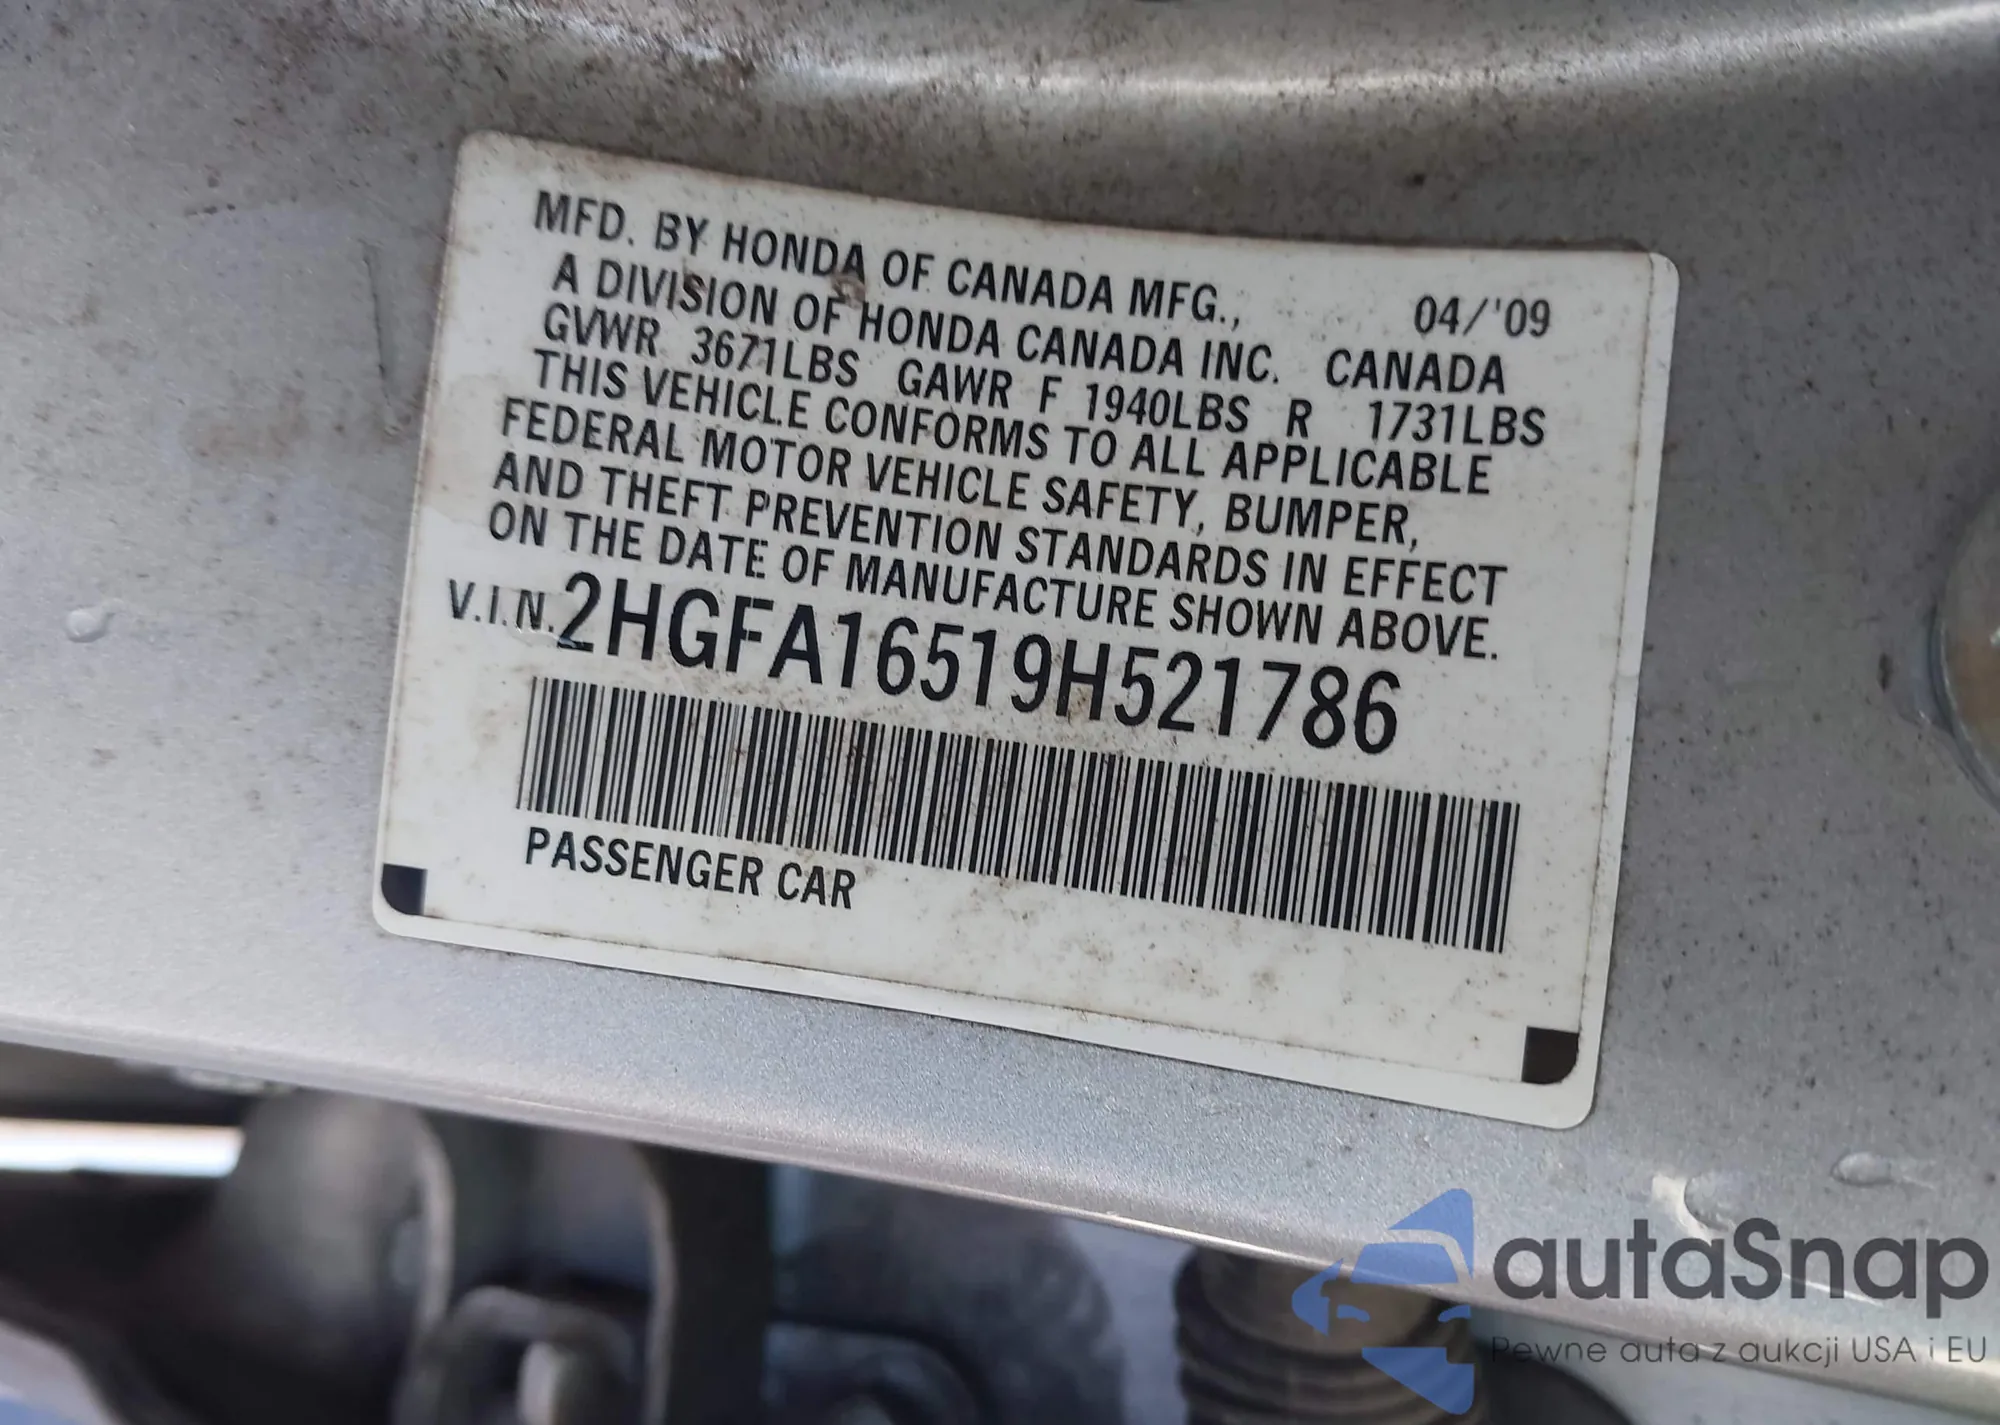 MFD. BY HONDA OF CANADA MFG., 04/'09
A DIVISION OF HONDA CANADA INC. CANADA
GVWR 3671LBS GAWR F 1940LBS R 1731LBS
THIS VEHICLE CONFORMS TO ALL APPLICABLE
FEDERAL MOTOR VEHICLE SAFETY, BUMPER,
AND THEFT PREVENTION STANDARDS IN EFFECT
ON THE DATE OF MANUFACTURE SHOWN ABOVE.
V.I.N. 2HGFA16519H521786
PASSENGER CAR
autaSnap
Pewne auta z aukcji USA i EU